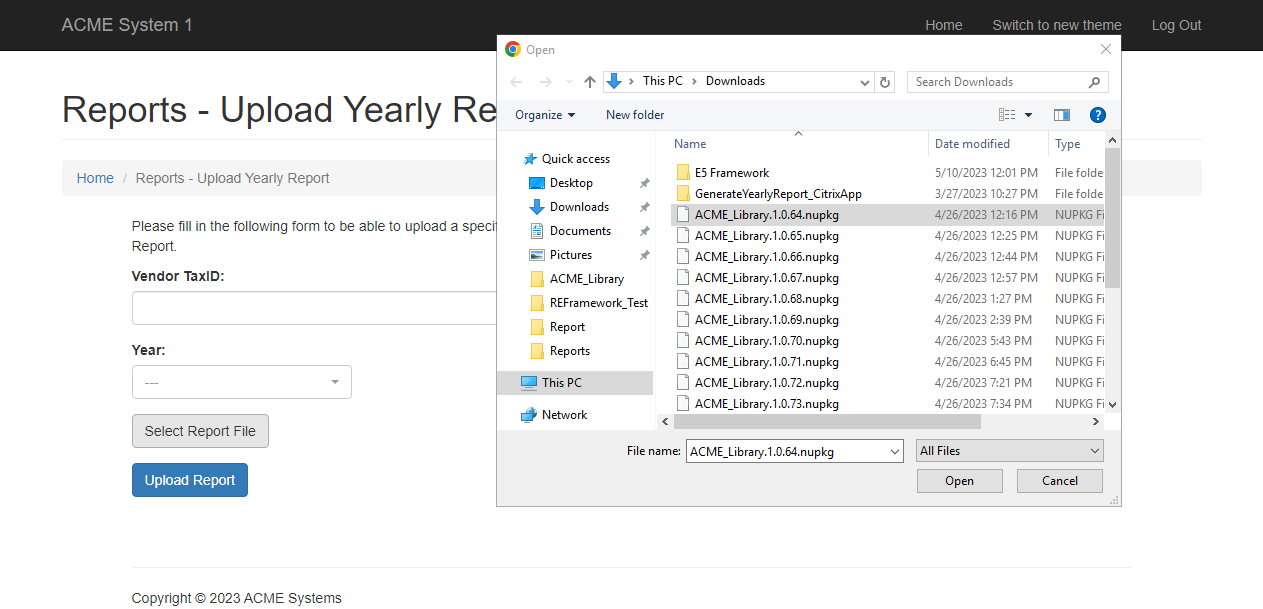 ACME System 1
Home Switch to new theme Log Out
Reports - Upload Yearly Re
Home / Reports - Upload Yearly Report
Please fill in the following form to be able to upload a specif
Report.
Vendor TaxID:
Year:
---
Select Report File
Upload Report
Copyright © 2023 ACME Systems
Open
This PC Downloads
Search Downloads
Organize New folder
Quick access
Desktop
Downloads
Documents
Pictures
ACME_Library
REFramework_Test
Report
Reports
This PC
Network
Name Date modified Type
E5 Framework 5/10/2023 12:01 PM File folde
GenerateYearlyReport_CitrixApp 3/27/2023 10:27 PM File folde
ACME_Library.1.0.64.nupkg 4/26/2023 12:16 PM NUPKG Fi
ACME_Library.1.0.65.nupkg 4/26/2023 12:25 PM NUPKG Fi
ACME_Library.1.0.66.nupkg 4/26/2023 12:44 PM NUPKG Fi
ACME_Library.1.0.67.nupkg 4/26/2023 12:57 PM NUPKG Fi
ACME_Library.1.0.68.nupkg 4/26/2023 1:27 PM NUPKG Fi
ACME_Library.1.0.69.nupkg 4/26/2023 2:39 PM NUPKG Fi
ACME_Library.1.0.70.nupkg 4/26/2023 5:43 PM NUPKG Fi
ACME_Library.1.0.71.nupkg 4/26/2023 6:45 PM NUPKG Fi
ACME_Library.1.0.72.nupkg 4/26/2023 7:21 PM NUPKG Fi
ACME_Library.1.0.73.nupkg 4/26/2023 7:34 PM NUPKG Fi
File name: ACME_Library.1.0.64.nupkg All Files
Open Cancel